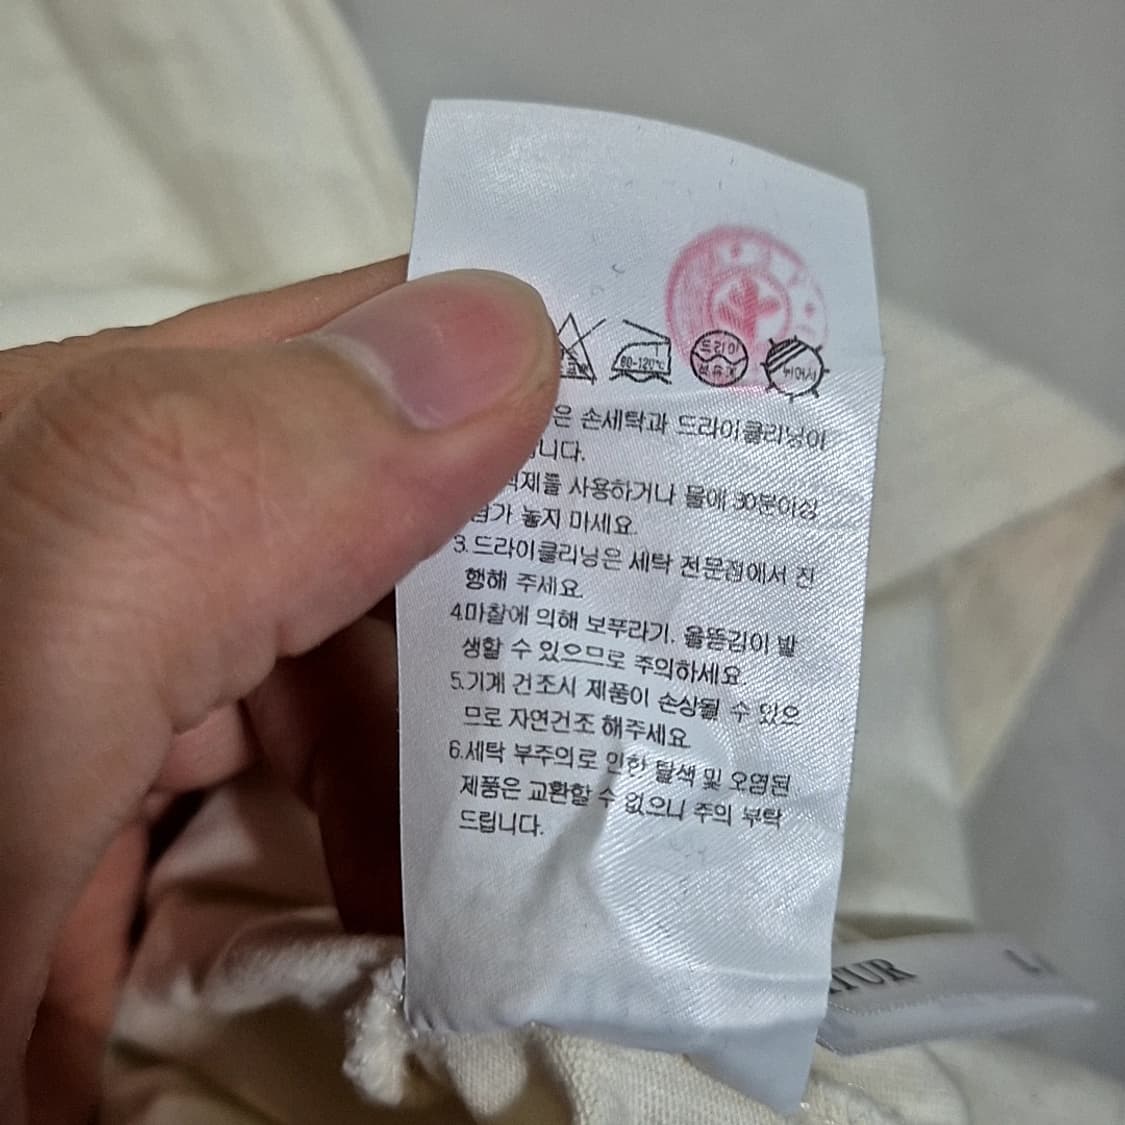 80-120℃
드라이
석유계
뉘어서
은 손세탁과 드라이클리닝이
니다.
제를 사용하거나 물에 30분이상
담가 놓지 마세요.
3.드라이클리닝은 세탁 전문점에서 진
행해 주세요.
4.마찰에 의해 보푸라기, 올뜯김이 발
생할 수 있으므로 주의하세요.
5.기계 건조시 제품이 손상될 수 있으
므로 자연건조 해주세요.
6.세탁 부주의로 인한 탈색 및 오염된
제품은 교환할 수 없으니 주의 부탁
드립니다.